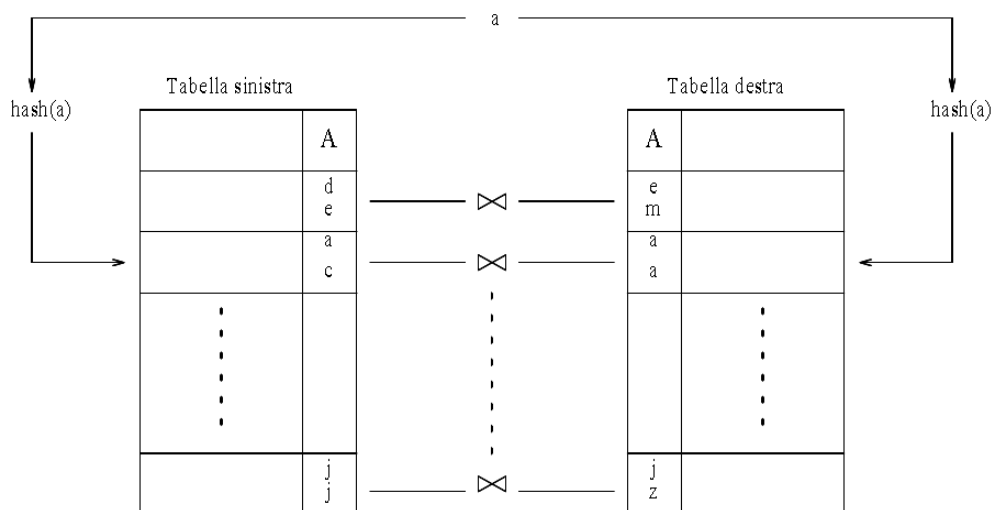 a
Tabella sinistra
Tabella destra
hash(a)
hash(a)
A
A
d
e
e
m
a
a
c
a
j
j
j
z